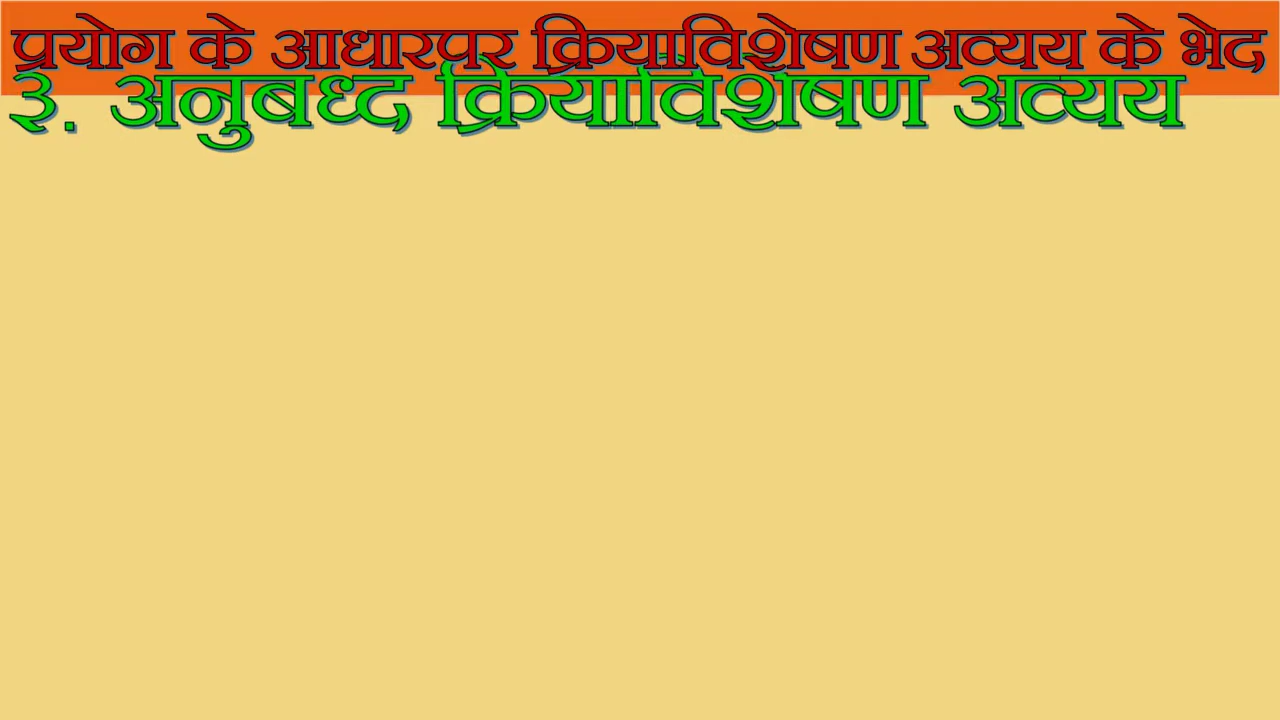 प्रयोग के आधारपर क्रियाविशेषण अव्यय के भेद
३. अनुबध्द क्रियाविशेषण अव्यय